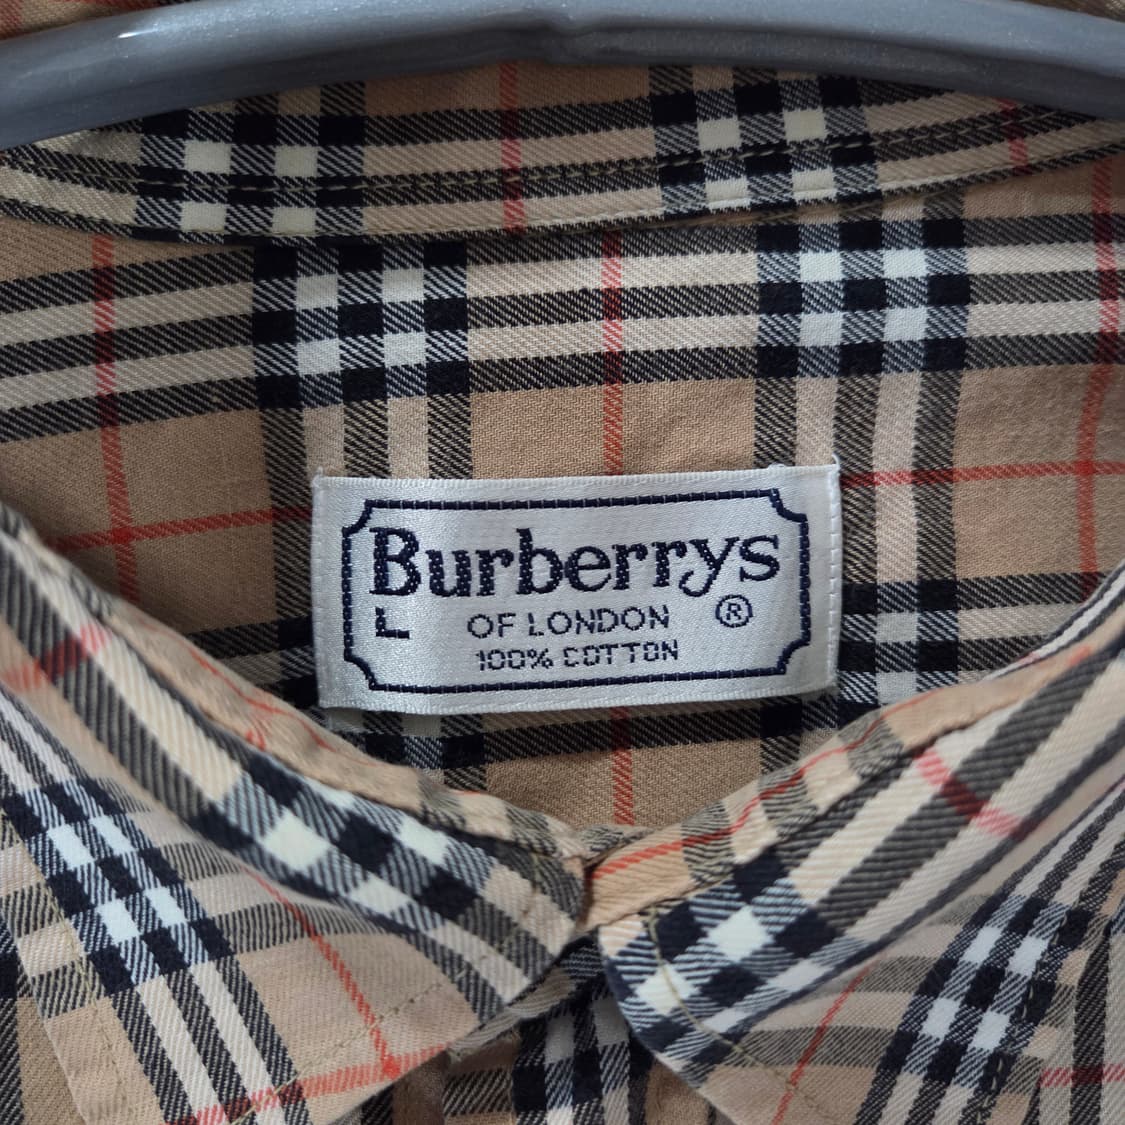 Burberrys
L OF LONDON ®
100% COTTON